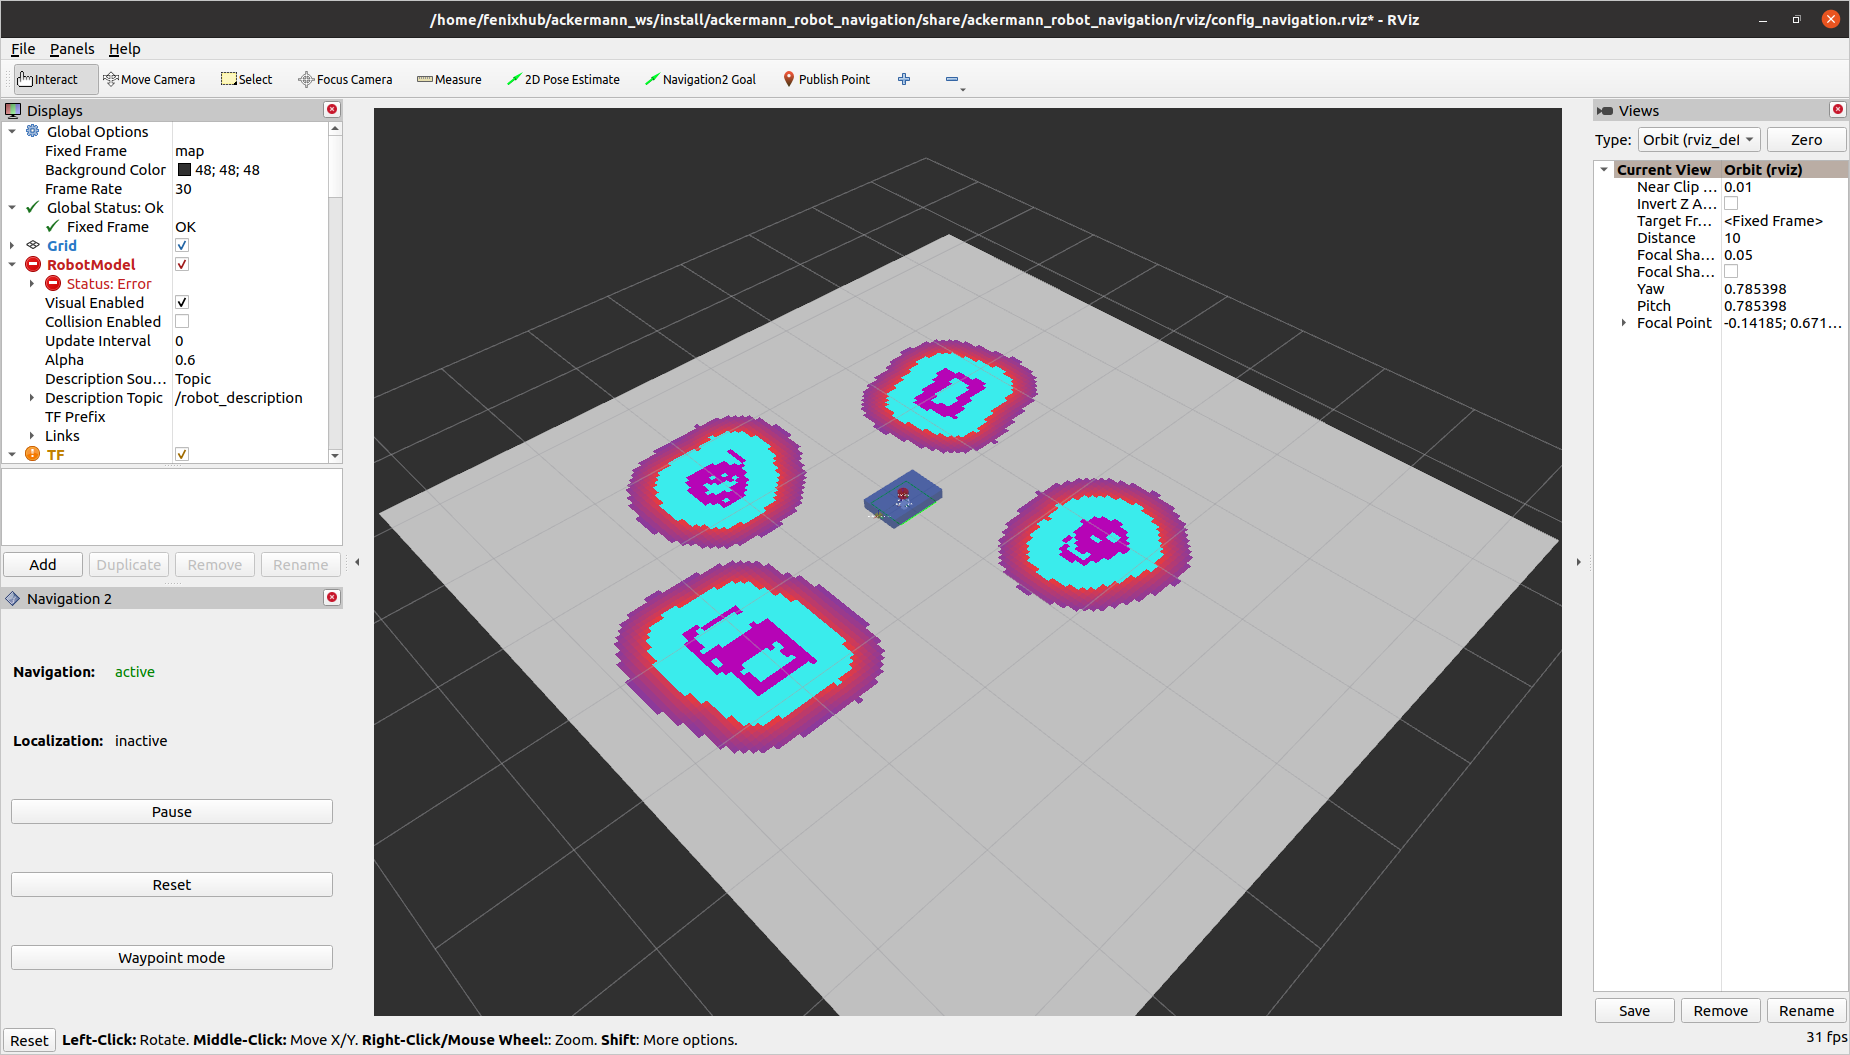 /home/fenixhub/ackermann_ws/install/ackermann_robot_navigation/share/ackermann_robot_navigation/rviz/config_navigation.rviz* - RViz
File Panels Help
Interact Move Camera Select Focus Camera Measure 2D Pose Estimate Navigation2 Goal Publish Point
Displays
Global Options
Fixed Frame map
Background Color 48; 48; 48
Frame Rate 30
Global Status: Ok
Fixed Frame OK
Grid
RobotModel
Status: Error
Visual Enabled
Collision Enabled
Update Interval 0
Alpha 0.6
Description Sou... Topic
Description Topic /robot_description
TF Prefix
Links
TF
Add Duplicate Remove Rename
Navigation 2
Navigation: active
Localization: inactive
Pause
Reset
Waypoint mode
Views
Type: Orbit (rviz_def Zero
Current View Orbit (rviz)
Near Clip ... 0.01
Invert Z A...
Target Fr... <Fixed Frame>
Distance 10
Focal Sha... 0.05
Focal Sha...
Yaw 0.785398
Pitch 0.785398
Focal Point -0.14185; 0.671...
Save Remove Rename
Reset Left-Click: Rotate. Middle-Click: Move X/Y. Right-Click/Mouse Wheel:: Zoom. Shift: More options.
31 fps